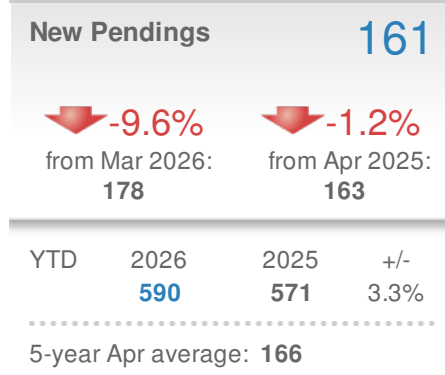 New Pendings 161
-9.6% -1.2%
from Mar 2026: from Apr 2025:
178 163
YTD 2026 2025 +/-
590 571 3.3%
5-year Apr average: 166